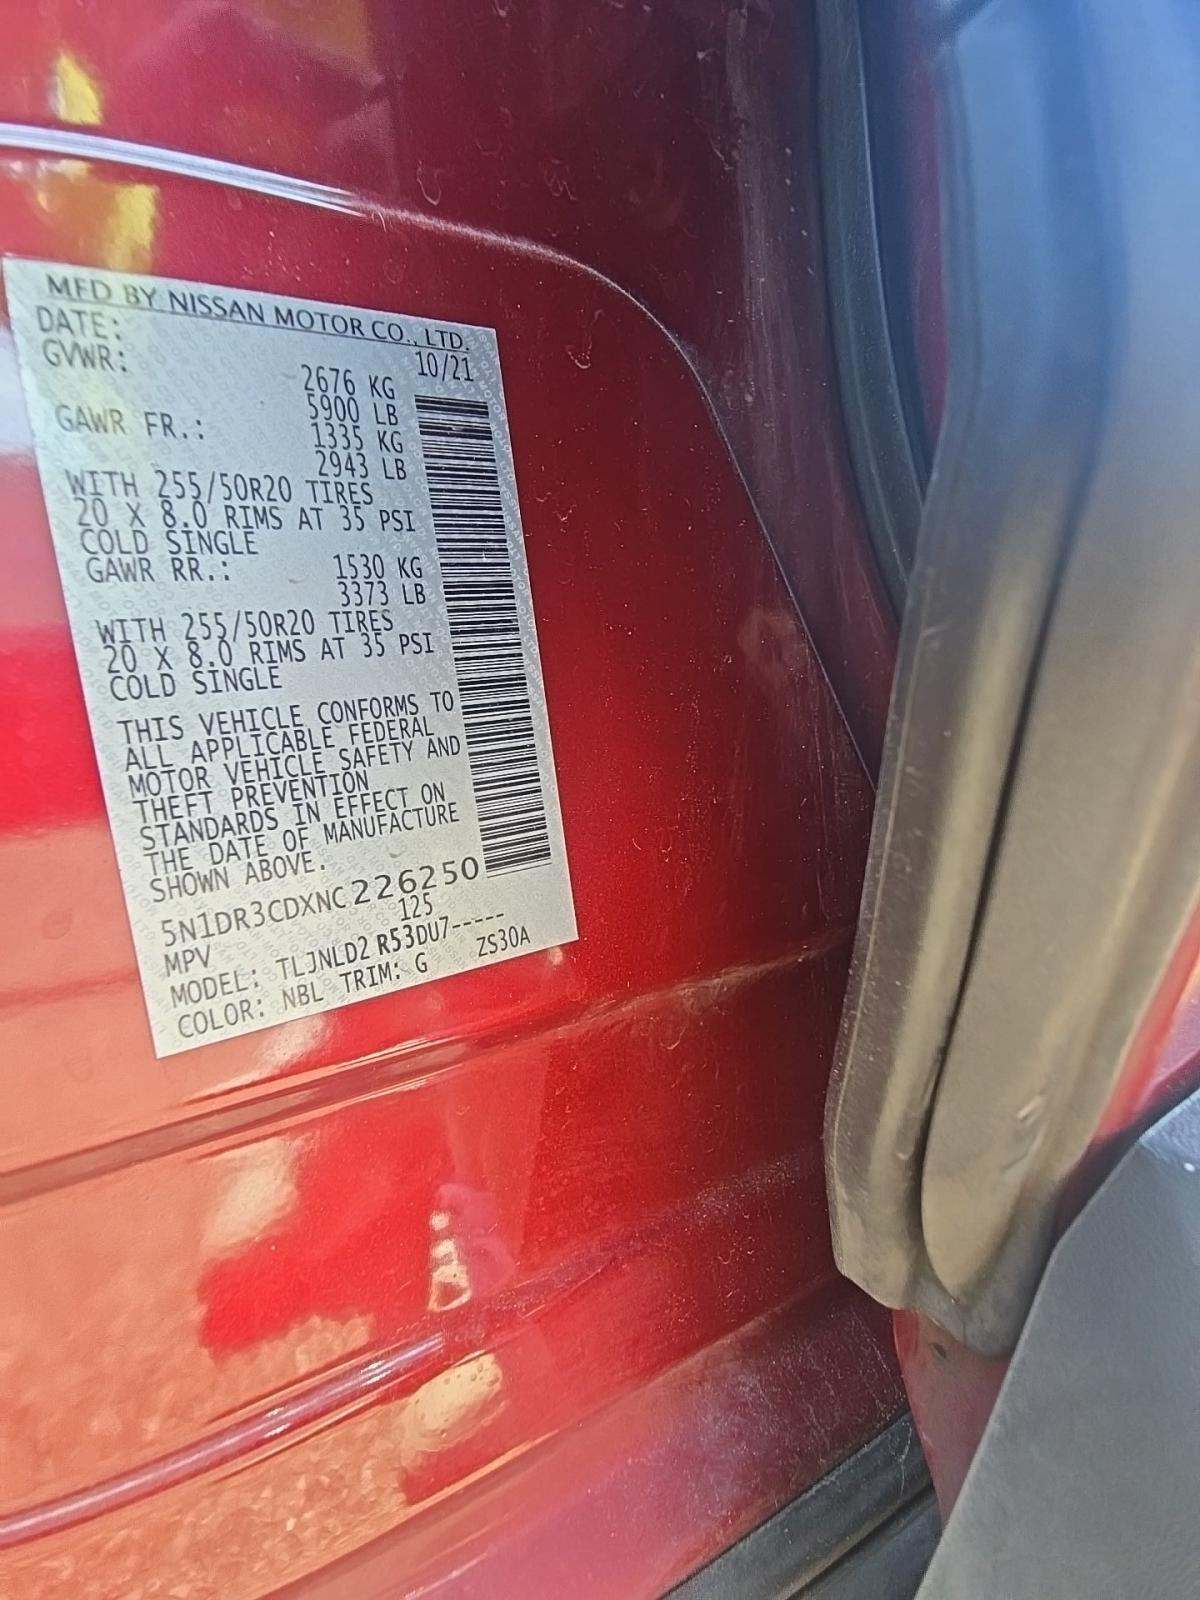 MFD BY NISSAN MOTOR CO., LTD.
DATE: 10/21
GVWR: 2676 KG
5900 LB
GAWR FR.: 1335 KG
2943 LB
WITH 255/50R20 TIRES
20 X 8.0 RIMS AT 35 PSI
COLD SINGLE
GAWR RR.: 1530 KG
3373 LB
WITH 255/50R20 TIRES
20 X 8.0 RIMS AT 35 PSI
COLD SINGLE
THIS VEHICLE CONFORMS TO
ALL APPLICABLE FEDERAL
MOTOR VEHICLE SAFETY AND
THEFT PREVENTION
STANDARDS IN EFFECT ON
THE DATE OF MANUFACTURE
SHOWN ABOVE.
5N1DR3CDXNC226250
MPV 125
MODEL: TLJNLD2 R53DU7-----
COLOR: NBL TRIM: G ZS30A